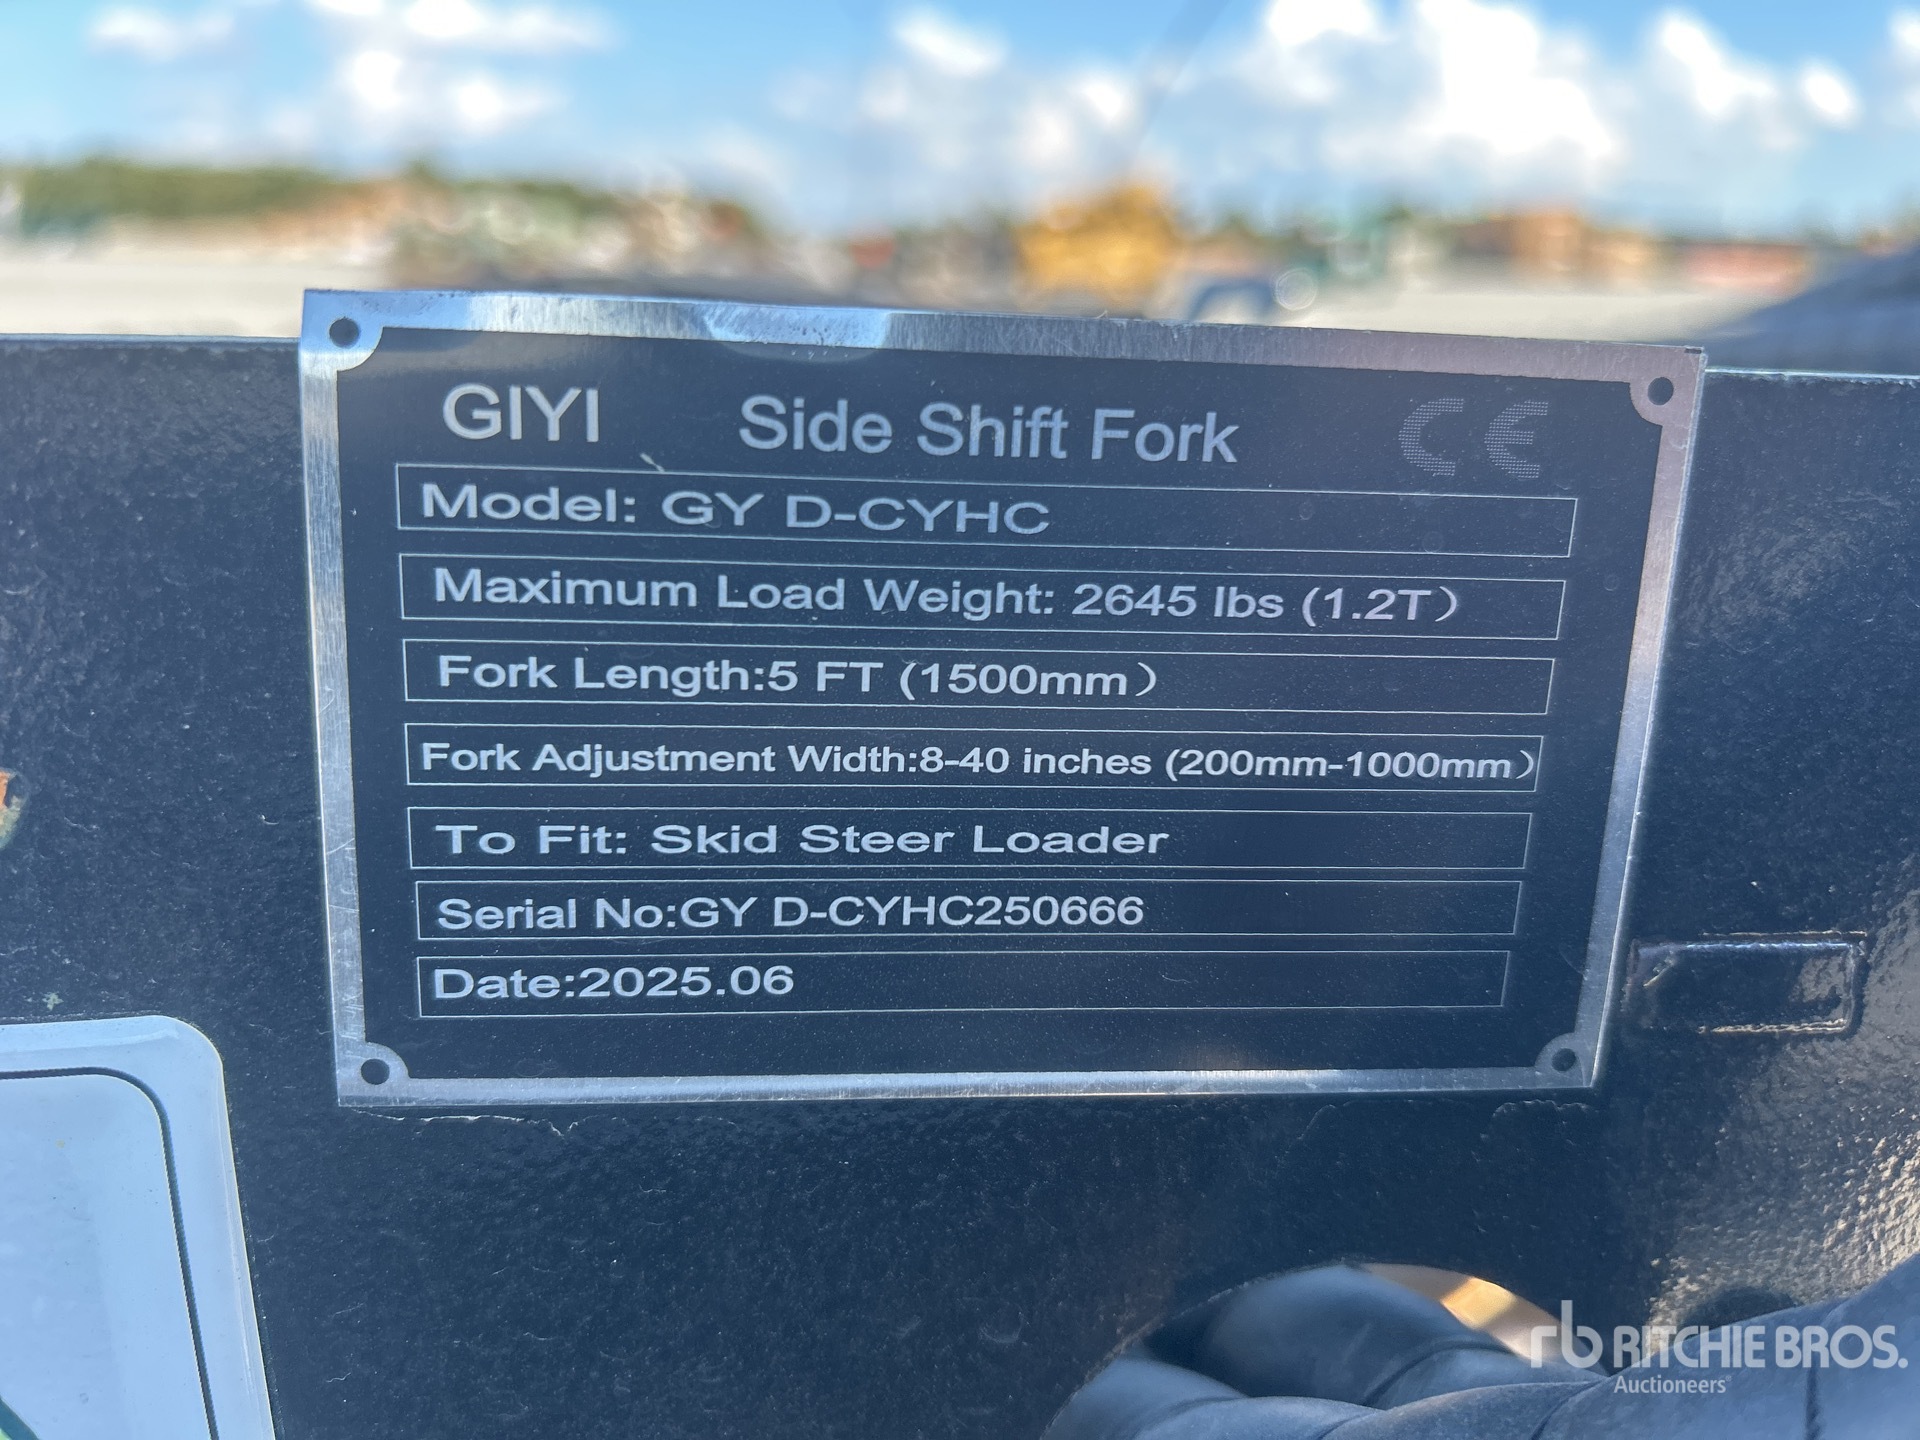 GIYI Side Shift Fork CE
Model: GY D-CYHC
Maximum Load Weight: 2645 lbs (1.2T）
Fork Length:5 FT (1500mm）
Fork Adjustment Width:8-40 inches (200mm-1000mm）
To Fit: Skid Steer Loader
Serial No:GY D-CYHC250666
Date:2025.06
rb RITCHIE BROS.
Auctioneers